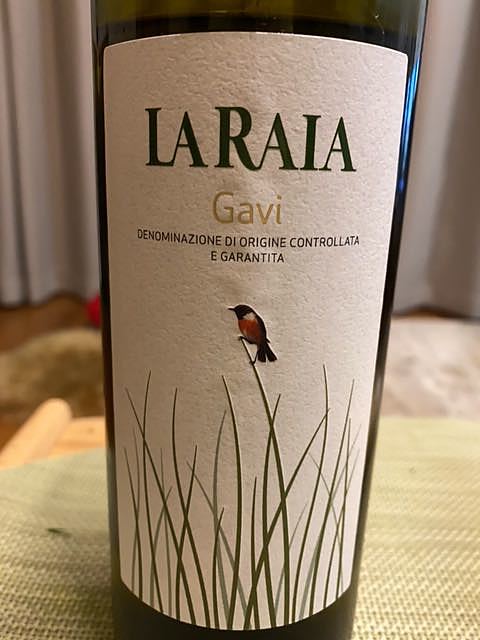 LA RAIA
Gavi
DENOMINAZIONE DI ORIGINE CONTROLLATA
E GARANTITA